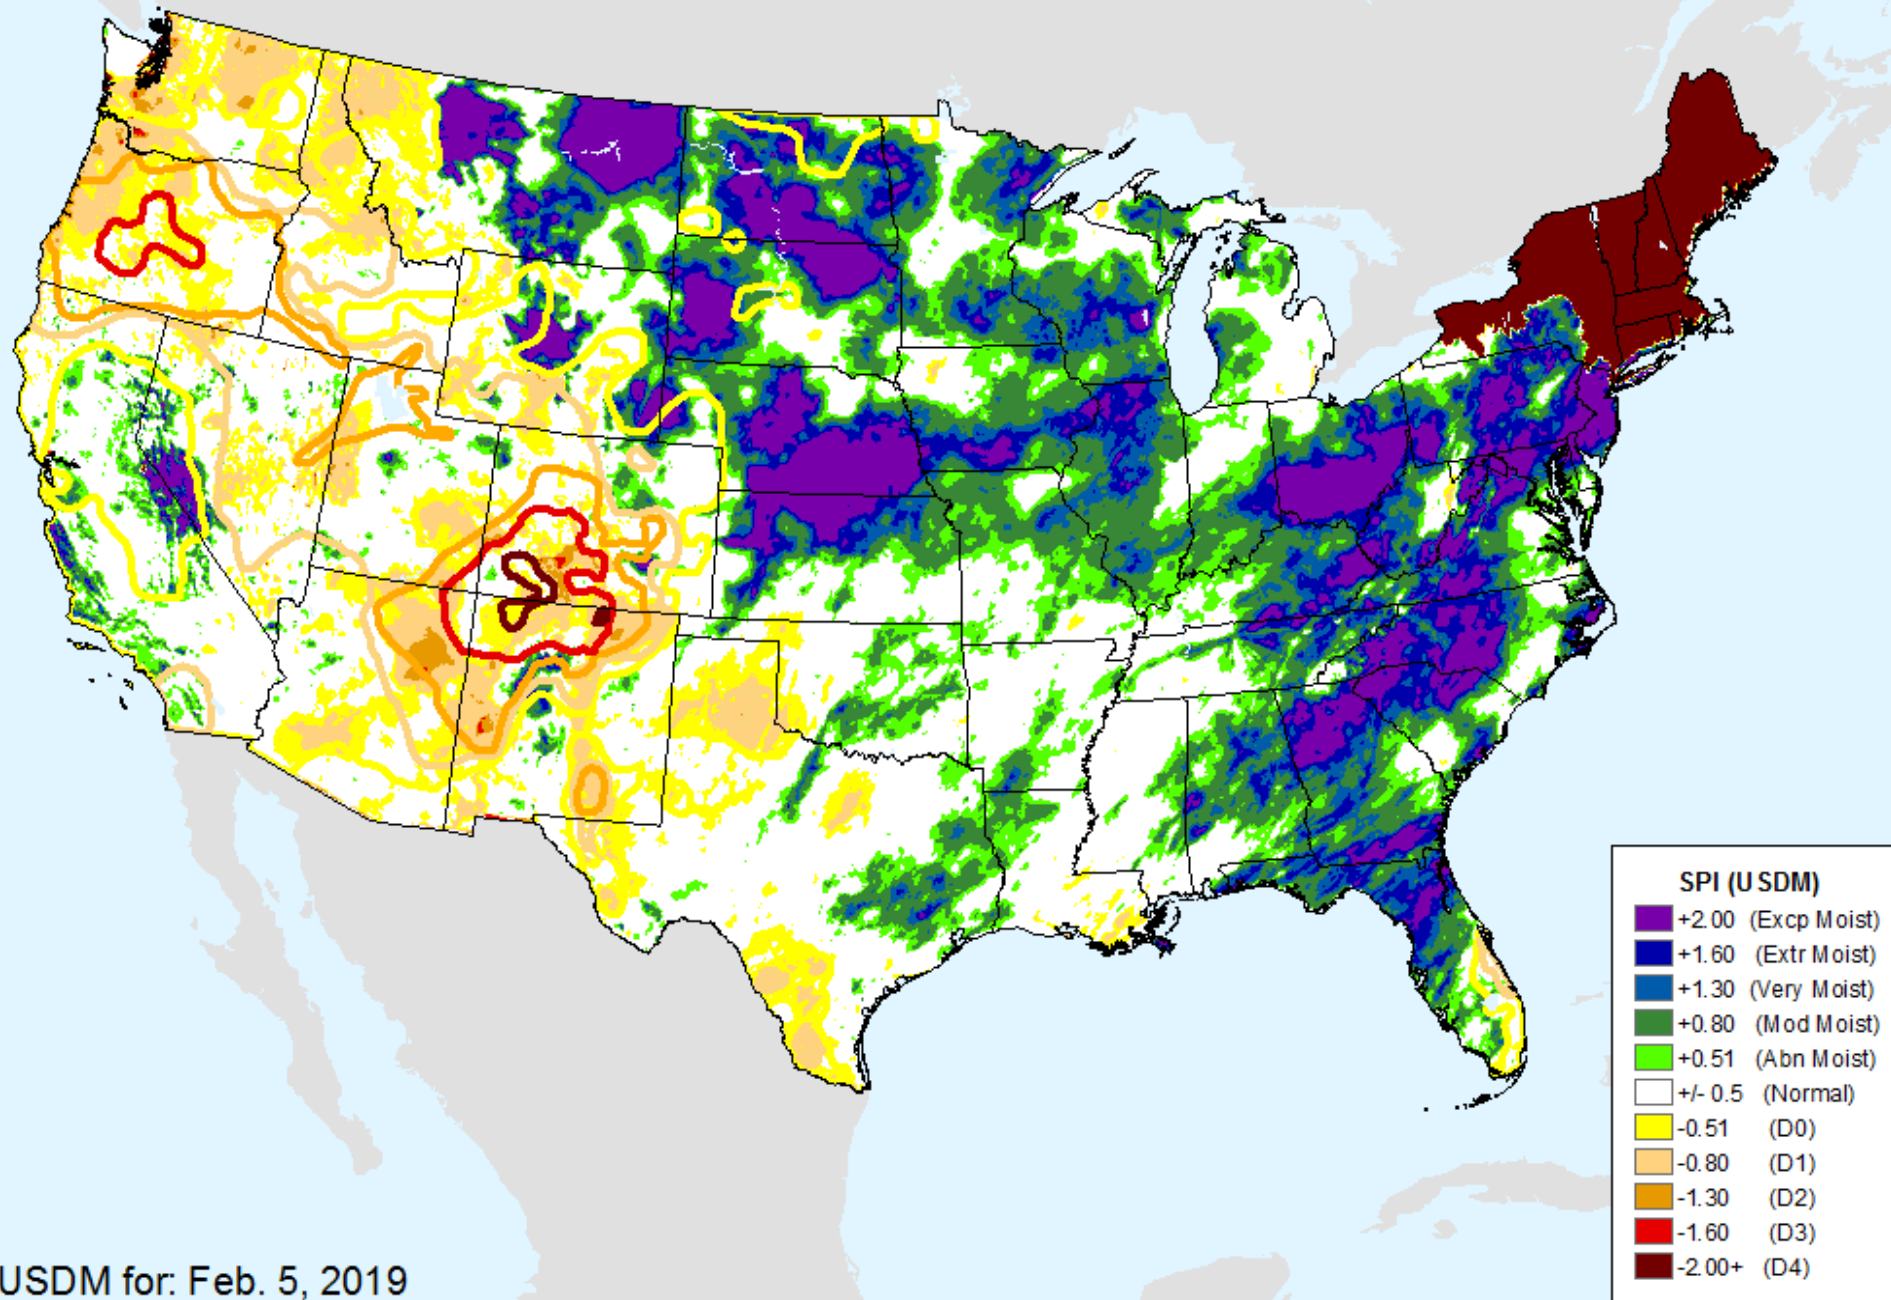 SPI (USDM)
+2.00 (Excp Moist)
+1.60 (Extr Moist)
+1.30 (Very Moist)
+0.80 (Mod Moist)
+0.51 (Abn Moist)
+/- 0.5 (Normal)
-0.51 (D0)
-0.80 (D1)
-1.30 (D2)
-1.60 (D3)
-2.00+ (D4)
USDM for: Feb. 5, 2019